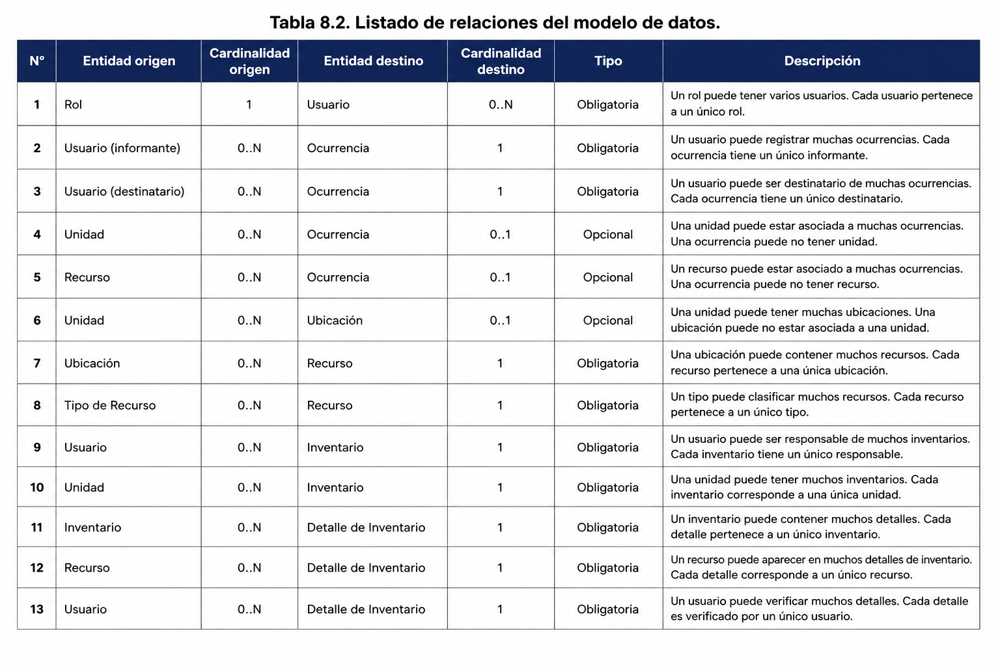 Tabla 8.2. Listado de relaciones del modelo de datos.
N° Entidad origen Cardinalidad origen Entidad destino Cardinalidad destino Tipo Descripción
1 Rol 1 Usuario 0..N Obligatoria Un rol puede tener varios usuarios. Cada usuario pertenece
a un único rol.
2 Usuario (informante) 0..N Ocurrencia 1 Obligatoria Un usuario puede registrar muchas ocurrencias. Cada
ocurrencia tiene un único informante.
3 Usuario (destinatario) 0..N Ocurrencia 1 Obligatoria Un usuario puede ser destinatario de muchas ocurrencias.
Cada ocurrencia tiene un único destinatario.
4 Unidad 0..N Ocurrencia 0..1 Opcional Una unidad puede estar asociada a muchas ocurrencias.
Una ocurrencia puede no tener unidad.
5 Recurso 0..N Ocurrencia 0..1 Opcional Un recurso puede estar asociado a muchas ocurrencias.
Una ocurrencia puede no tener recurso.
6 Unidad 0..N Ubicación 0..1 Opcional Una unidad puede tener muchas ubicaciones. Una
ubicación puede no estar asociada a una unidad.
7 Ubicación 0..N Recurso 1 Obligatoria Una ubicación puede contener muchos recursos. Cada
recurso pertenece a una única ubicación.
8 Tipo de Recurso 0..N Recurso 1 Obligatoria Un tipo puede clasificar muchos recursos. Cada recurso
pertenece a un único tipo.
9 Usuario 0..N Inventario 1 Obligatoria Un usuario puede ser responsable de muchos inventarios.
Cada inventario tiene un único responsable.
10 Unidad 0..N Inventario 1 Obligatoria Una unidad puede tener muchos inventarios. Cada
inventario corresponde a una única unidad.
11 Inventario 0..N Detalle de Inventario 1 Obligatoria Un inventario puede contener muchos detalles. Cada
detalle pertenece a un único inventario.
12 Recurso 0..N Detalle de Inventario 1 Obligatoria Un recurso puede aparecer en muchos detalles de inventario.
Cada detalle corresponde a un único recurso.
13 Usuario 0..N Detalle de Inventario 1 Obligatoria Un usuario puede verificar muchos detalles. Cada detalle
es verificado por un único usuario.